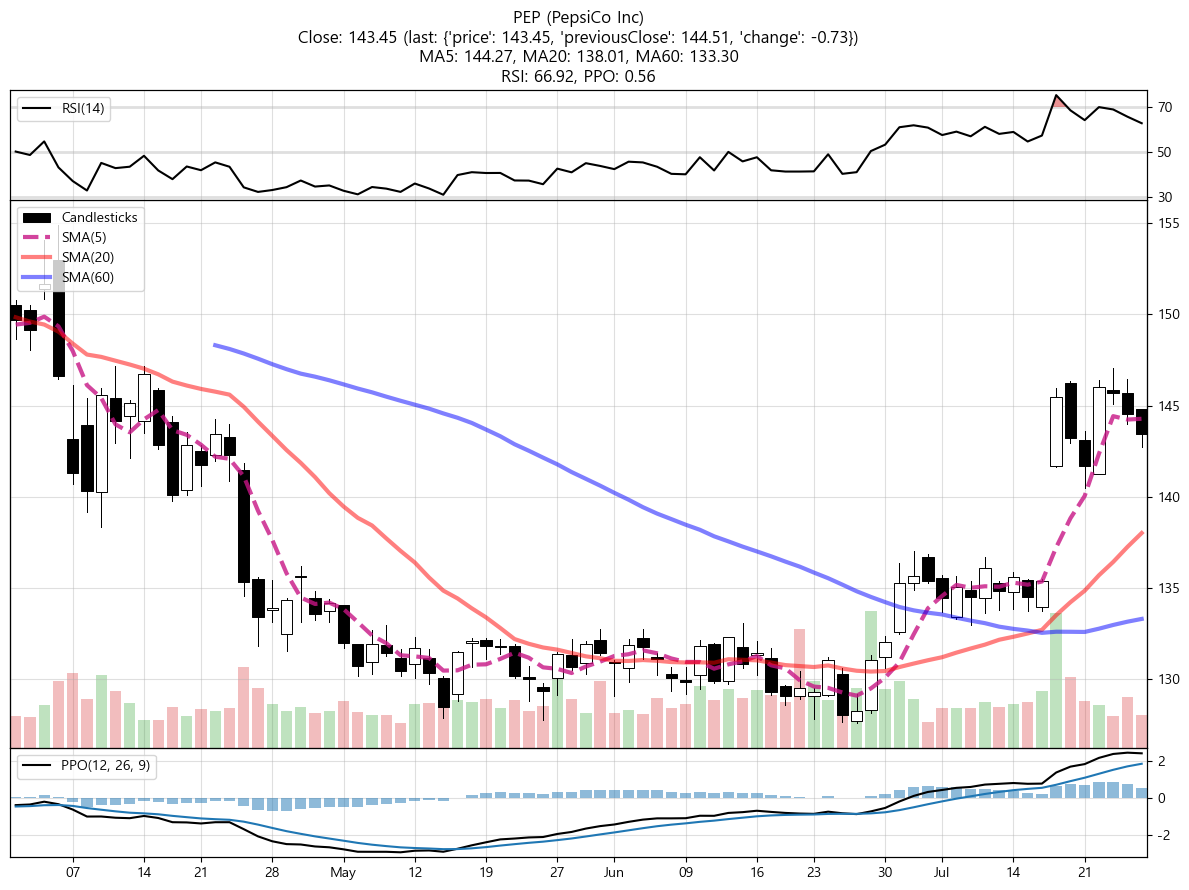 PEP (PepsiCo Inc)
Close: 143.45 (last: {'price': 143.45, 'previousClose': 144.51, 'change': -0.73})
MA5: 144.27, MA20: 138.01, MA60: 133.30
RSI: 66.92, PPO: 0.56
RSI(14)
70
50
30
Candlesticks
SMA(5)
SMA(20)
SMA(60)
155
150
145
140
135
130
PPO(12, 26, 9)
2
0
-2
07 14 21 28 May 12 19 27 Jun 09 16 23 30 Jul 14 21